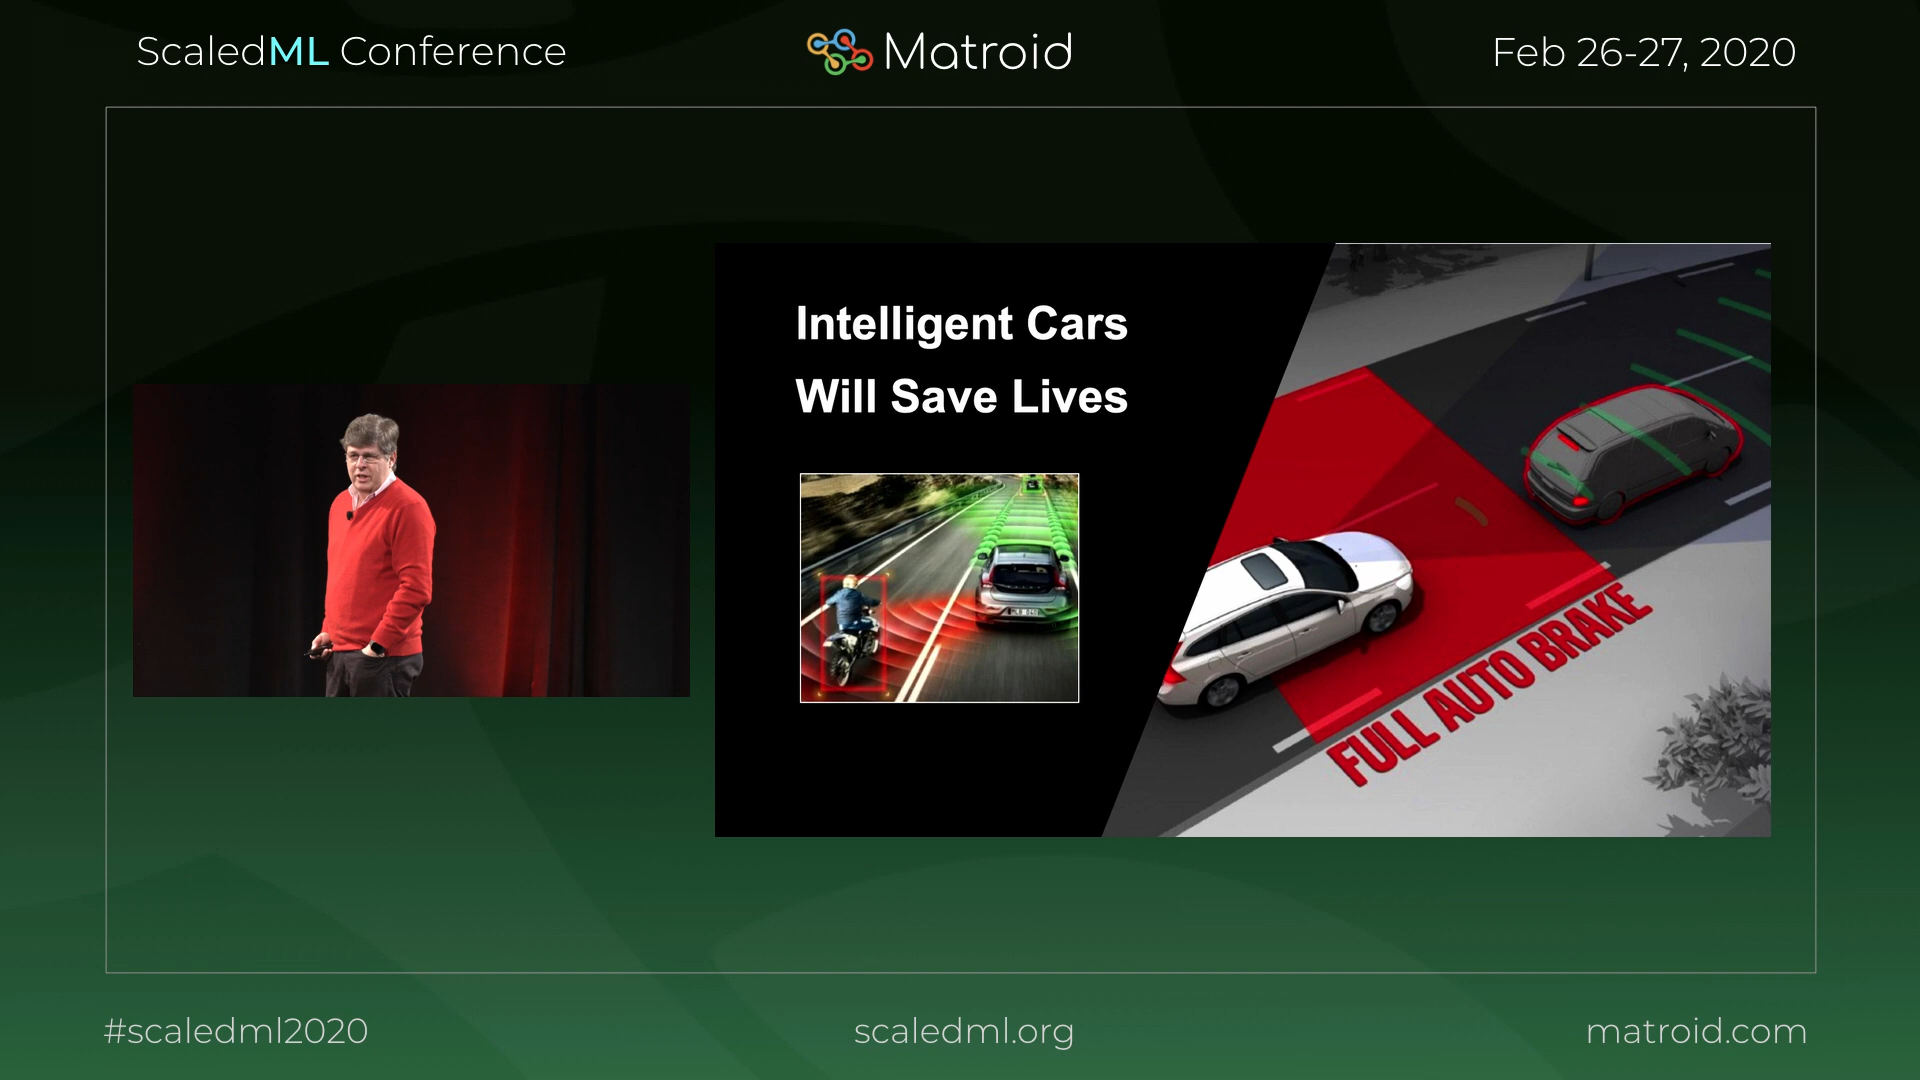 ScaledML Conference
Matroid
Feb 26-27, 2020
Intelligent Cars
Will Save Lives
FULL AUTO BRAKE
#scaledml2020
scaledml.org
matroid.com